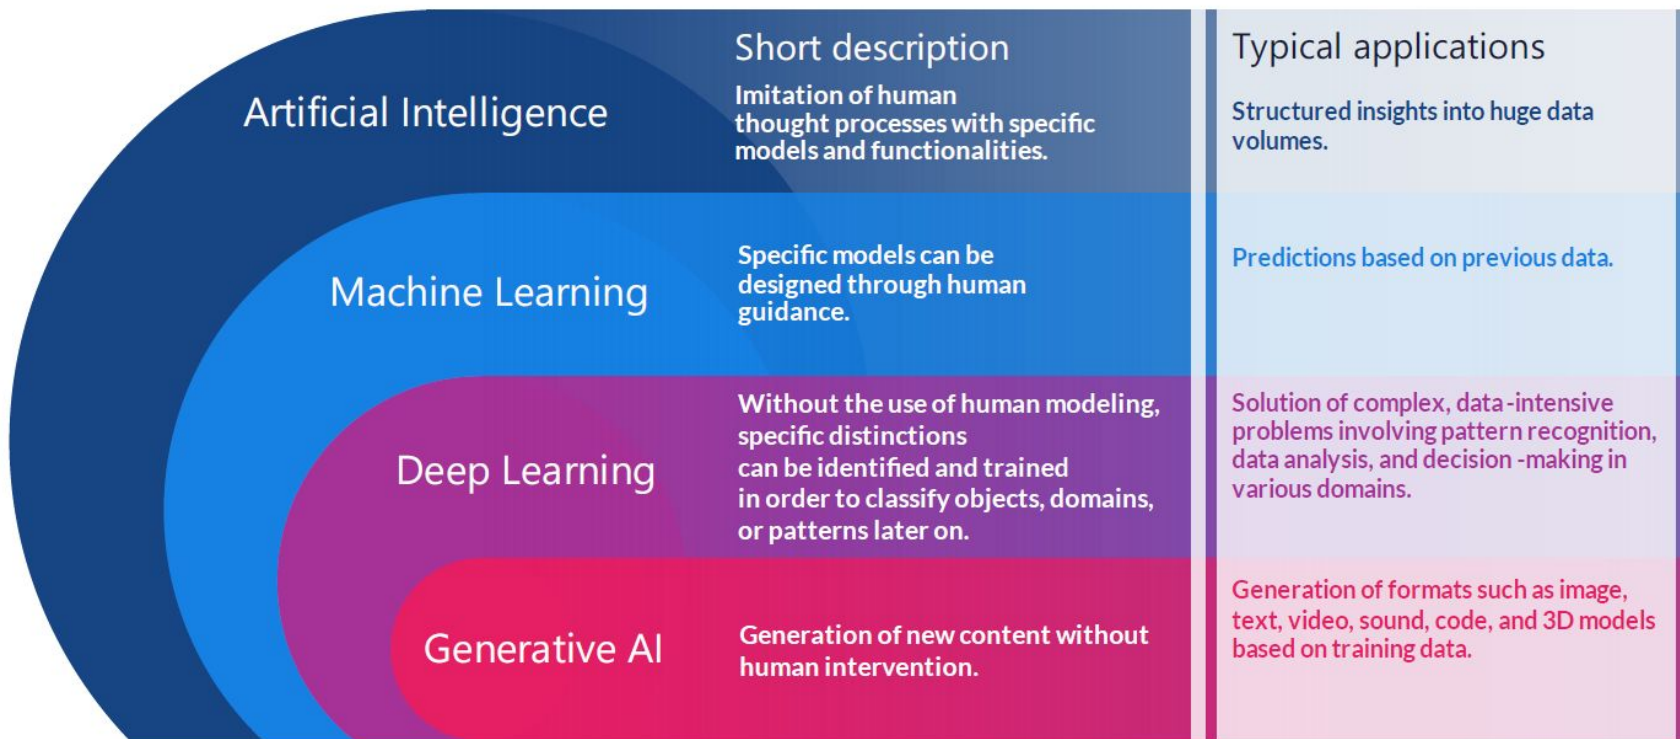 Short description
Typical applications
Artificial Intelligence
Imitation of human
thought processes with specific
models and functionalities.
Structured insights into huge data
volumes.
Machine Learning
Specific models can be
designed through human
guidance.
Predictions based on previous data.
Deep Learning
Without the use of human modeling,
specific distinctions
can be identified and trained
in order to classify objects, domains,
or patterns later on.
Solution of complex, data-intensive
problems involving pattern recognition,
data analysis, and decision -making in
various domains.
Generative AI
Generation of new content without
human intervention.
Generation of formats such as image,
text, video, sound, code, and 3D models
based on training data.